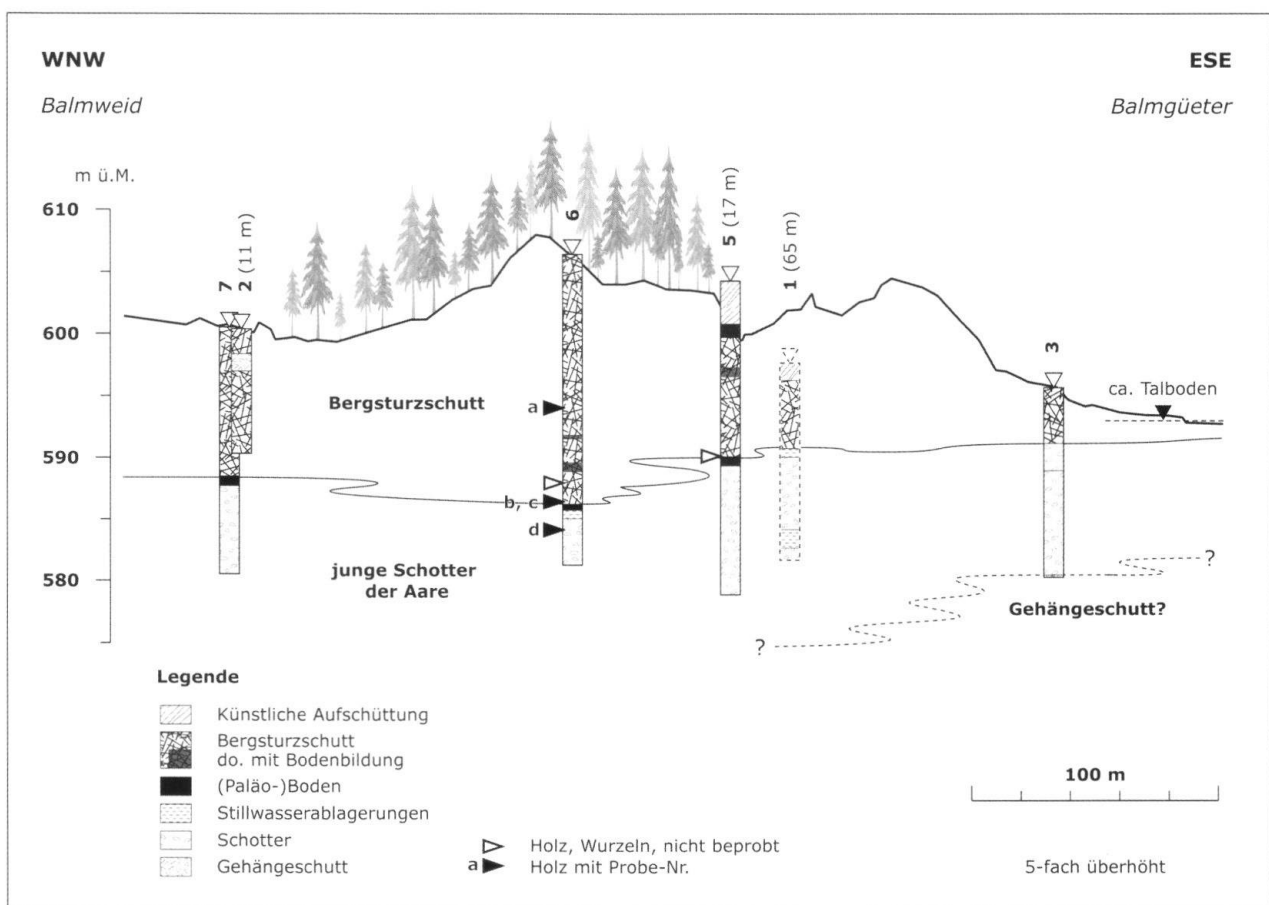 WNW
ESE
Balmweid
Balmgüeter
m ü.M.
610
600
590
580
7
2 (11 m)
6
5 (17 m)
1 (65 m)
3
ca. Talboden
Bergsturzschutt
a
b, c
d
junge Schotter
der Aare
Gehängeschutt?
?
?
Legende
Künstliche Aufschüttung
Bergsturzschutt
do. mit Bodenbildung
(Paläo-)Boden
Stillwasserablagerungen
Schotter
Gehängeschutt
Holz, Wurzeln, nicht beprobt
a Holz mit Probe-Nr.
100 m
5-fach überhöht